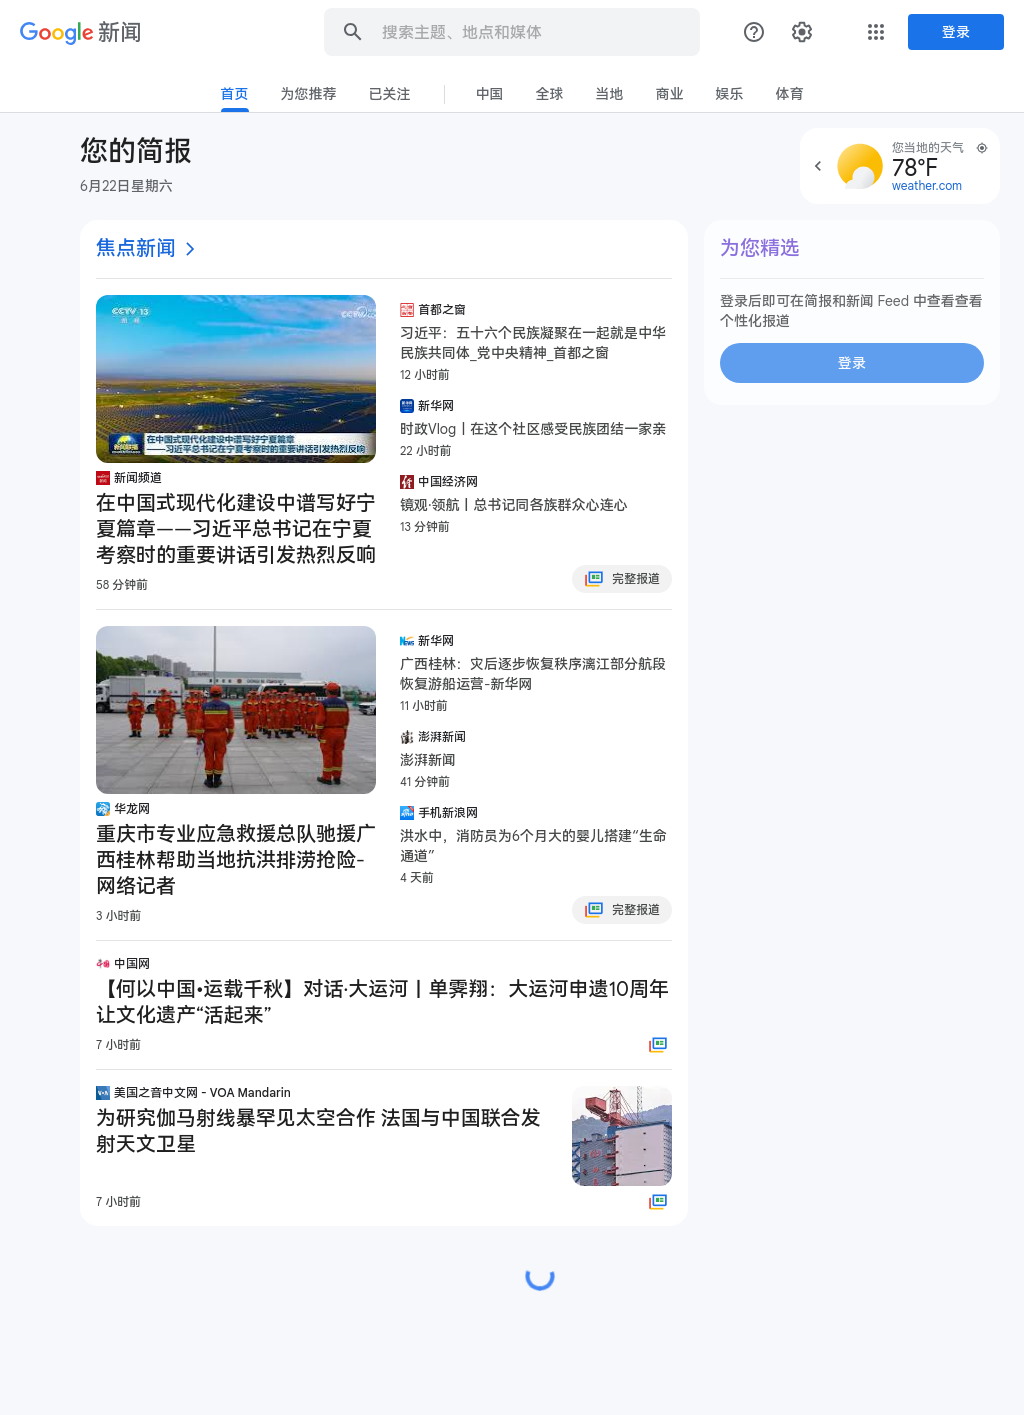 Google 新闻
搜索主题、地点和媒体
登录
首页
为您推荐
已关注
中国
全球
当地
商业
娱乐
体育
您的简报
6月22日星期六
您当地的天气
78°F
weather.com
焦点新闻
CCTV 13
新闻
在中国式现代化建设中谱写好宁夏篇章
——习近平总书记在宁夏考察时的重要讲话引发热烈反响
新闻频道
在中国式现代化建设中谱写好宁
夏篇章——习近平总书记在宁夏
考察时的重要讲话引发热烈反响
58 分钟前
首都之窗
习近平：五十六个民族凝聚在一起就是中华
民族共同体_党中央精神_首都之窗
12 小时前
新华网
时政Vlog丨在这个社区感受民族团结一家亲
22 小时前
中国经济网
镜观·领航丨总书记同各族群众心连心
13 分钟前
完整报道
华龙网
重庆市专业应急救援总队驰援广
西桂林帮助当地抗洪排涝抢险-
网络记者
3 小时前
新华网
广西桂林：灾后逐步恢复秩序漓江部分航段
恢复游船运营-新华网
11 小时前
澎湃新闻
澎湃新闻
41 分钟前
手机新浪网
洪水中，消防员为6个月大的婴儿搭建“生命
通道”
4 天前
完整报道
中国网
【何以中国•运载千秋】对话·大运河丨单霁翔：大运河申遗10周年
让文化遗产“活起来”
7 小时前
美国之音中文网 - VOA Mandarin
为研究伽马射线暴罕见太空合作 法国与中国联合发
射天文卫星
7 小时前
为您精选
登录后即可在简报和新闻 Feed 中查看查看
个性化报道
登录